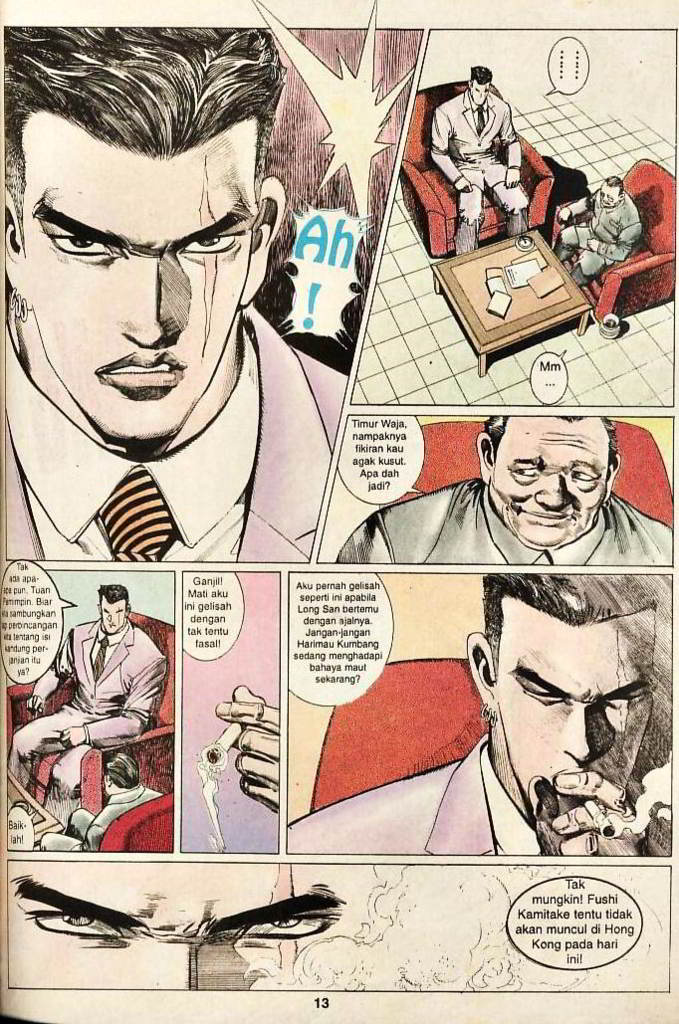 Ah
!
Mm
...
Timur Waja,
nampaknya
fikiran kau
agak kusut.
Apa dah
jadi?
Tak
ada apa-
apa pun, Tuan
Pemimpin. Biar
kita sambungkan
lagi perbincangan
kita tentang isi
kandung per-
janjian itu
ya?
Baik-
lah!
Ganjil!
Mati aku
ini gelisah
dengan
tak tentu
fasal!
Aku pernah gelisah
seperti ini apabila
Long San bertemu
dengan ajalnya.
Jangan-jangan
Harimau Kumbang
sedang menghadapi
bahaya maut
sekarang?
Tak
mungkin! Fushi
Kamitake tentu tidak
akan muncul di Hong
Kong pada hari
ini!
13